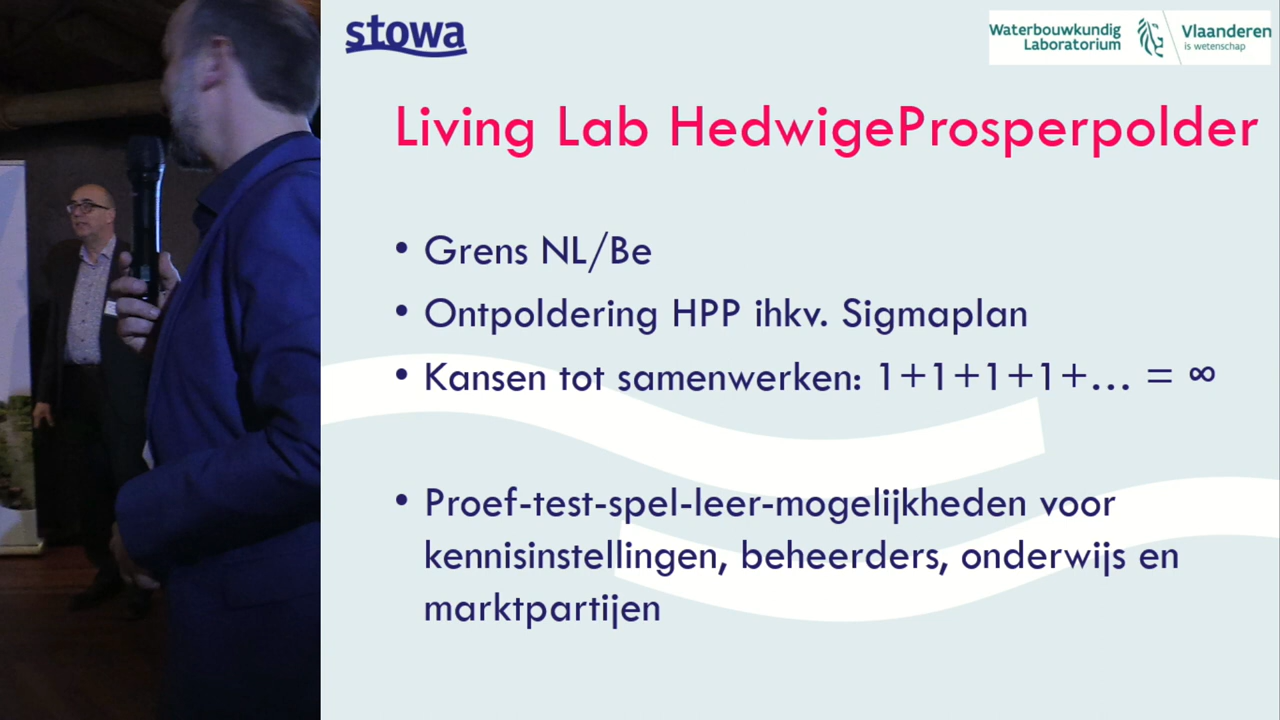 stowa
Waterbouwkundig
Laboratorium
Vlaanderen
is wetenschap
Living Lab HedwigeProsperpolder
• Grens NL/Be
• Ontpoldering HPP ihkv. Sigmaplan
• Kansen tot samenwerken: 1+1+1+1+... = ∞
• Proef-test-spel-leer-mogelijkheden voor
kennisinstellingen, beheerders, onderwijs en
marktpartijen